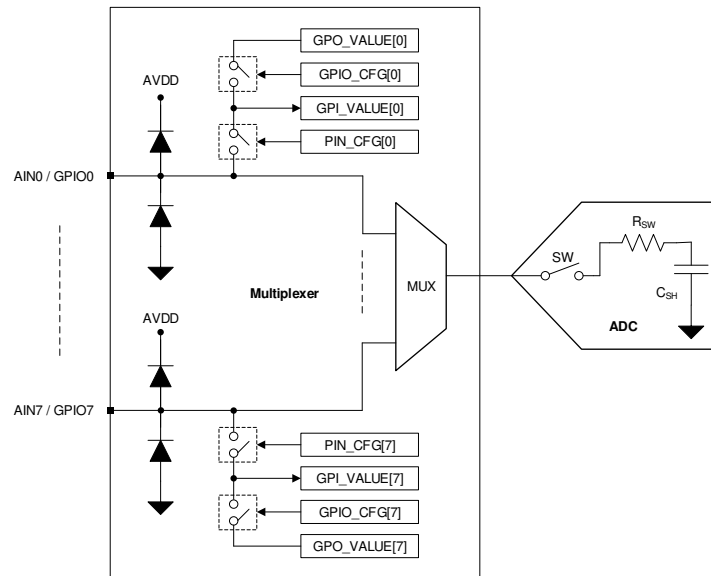 GPO_VALUE[0]
GPIO_CFG[0]
GPI_VALUE[0]
PIN_CFG[0]
AVDD
AIN0 / GPIO0
Multiplexer
MUX
SW
RSW
CSH
ADC
AVDD
AIN7 / GPIO7
PIN_CFG[7]
GPI_VALUE[7]
GPIO_CFG[7]
GPO_VALUE[7]